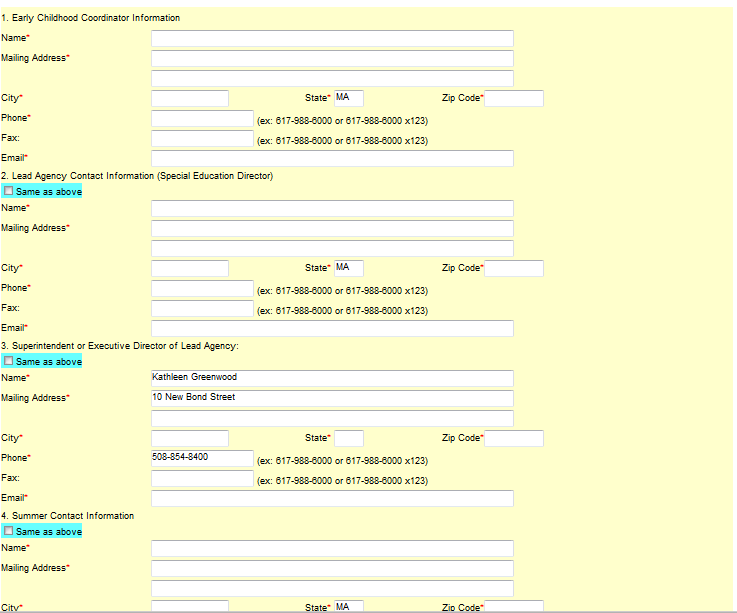 1. Early Childhood Coordinator Information
Name*
Mailing Address*
City* State* MA Zip Code*
Phone* (ex: 617-988-6000 or 617-988-6000 x123)
Fax: (ex: 617-988-6000 or 617-988-6000 x123)
Email*
2. Lead Agency Contact Information (Special Education Director)
Same as above
Name*
Mailing Address*
City* State* MA Zip Code*
Phone* (ex: 617-988-6000 or 617-988-6000 x123)
Fax: (ex: 617-988-6000 or 617-988-6000 x123)
Email*
3. Superintendent or Executive Director of Lead Agency:
Same as above
Name* Kathleen Greenwood
Mailing Address* 10 New Bond Street
City* State* Zip Code*
Phone* 508-854-8400 (ex: 617-988-6000 or 617-988-6000 x123)
Fax: (ex: 617-988-6000 or 617-988-6000 x123)
Email*
4. Summer Contact Information
Same as above
Name*
Mailing Address*
City* State* MA Zip Code*